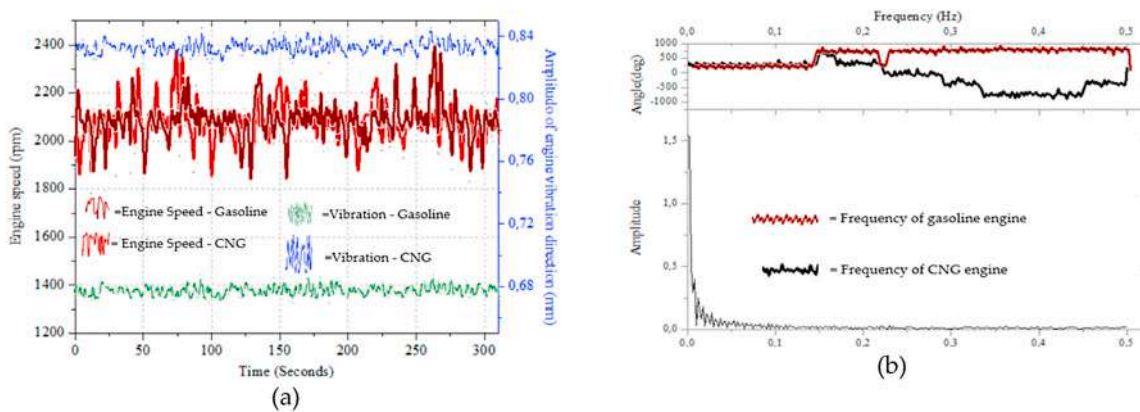 (a)
2400
2200
2000
1800
1600
1400
1200
Engine speed (rpm)
0,84
0,80
0,76
0,72
0,68
Amplitudo of engine vibration direction (mm)
=Engine Speed - Gasoline
=Vibration - Gasoline
= Engine Speed - CNG
=Vibration - CNG
0 50 100 150 200 250 300
Time (Seconds)
(a)
(b)
Frequency (Hz)
0,0 0,1 0,2 0,3 0,4 0,5
Angle(deg)
1000
500
0
-500
-1000
Amplitude
1,5
1,0
0,5
0,0
= Frequency of gasoline engine
= Frequency of CNG engine
0,0 0,1 0,2 0,3 0,4 0,5
(b)